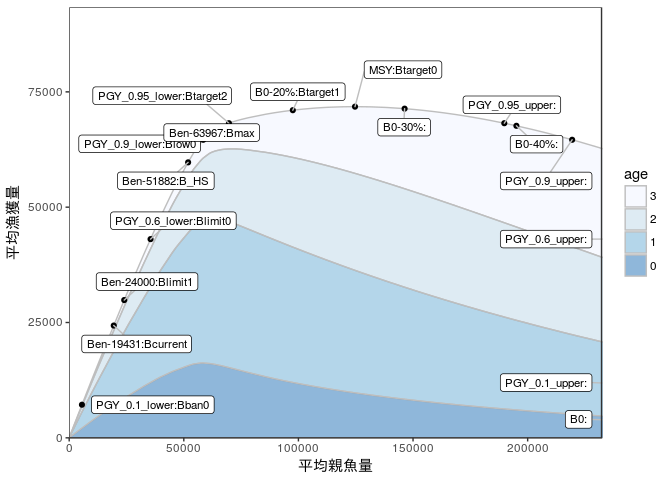 MSY:Btarget0
B0-20%:Btarget1
PGY_0.95_lower:Btarget2
PGY_0.95_upper:
75000
B0-30%:
Ben-63967:Bmax
PGY_0.9_lower:Blow0
B0-40%:
Ben-51882:B_HS
PGY_0.9_upper:
age
3
2
1
0
50000
PGY_0.6_lower:Blimit0
PGY_0.6_upper:
平均漁獲量
Ben-24000:Blimit1
25000
Ben-19431:Bcurrent
PGY_0.1_upper:
PGY_0.1_lower:Bban0
B0:
0
0
50000
100000
150000
200000
平均親魚量